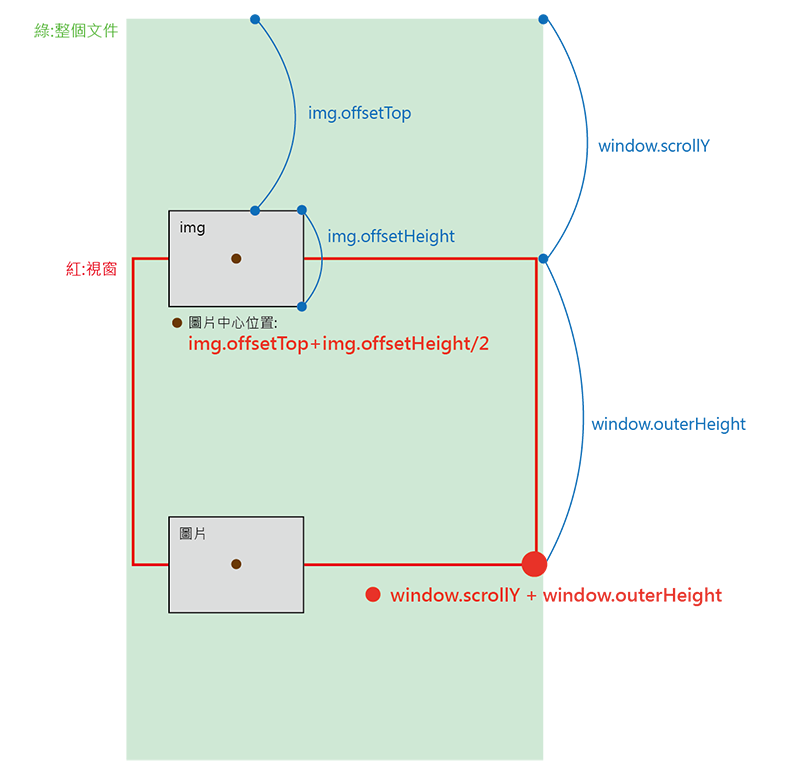 綠:整個文件
img.offsetTop
window.scrollY
img
img.offsetHeight
紅:視窗
圖片中心位置:
img.offsetTop+img.offsetHeight/2
window.outerHeight
圖片
window.scrollY + window.outerHeight